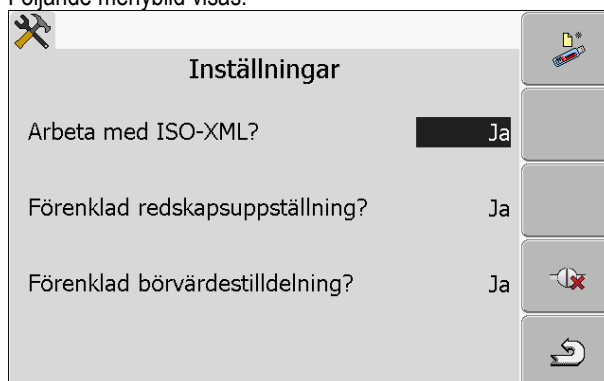 Följande menybild visas:
Inställningar
Arbeta med ISO-XML? Ja
Förenklad redskapsuppställning? Ja
Förenklad börvärdestilldelning? Ja